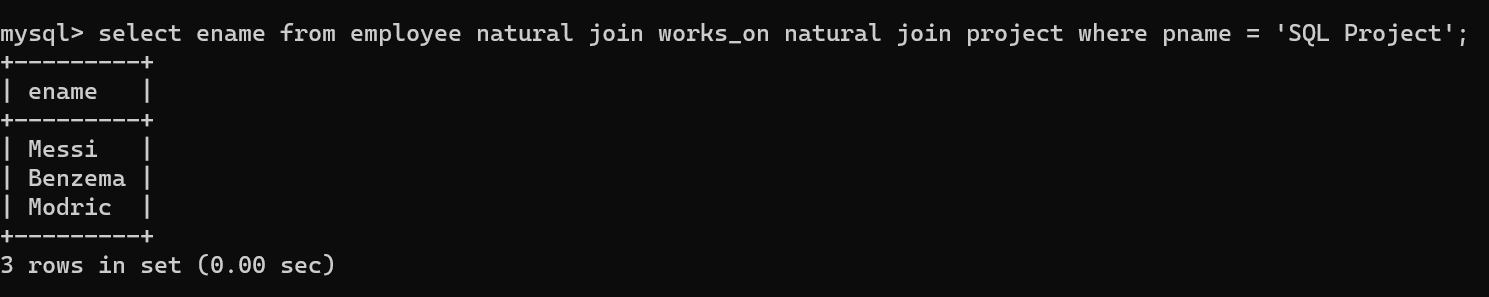 mysql> select ename from employee natural join works_on natural join project where pname = 'SQL Project';
+---------+
| ename   |
+---------+
| Messi   |
| Benzema |
| Modric  |
+---------+
3 rows in set (0.00 sec)